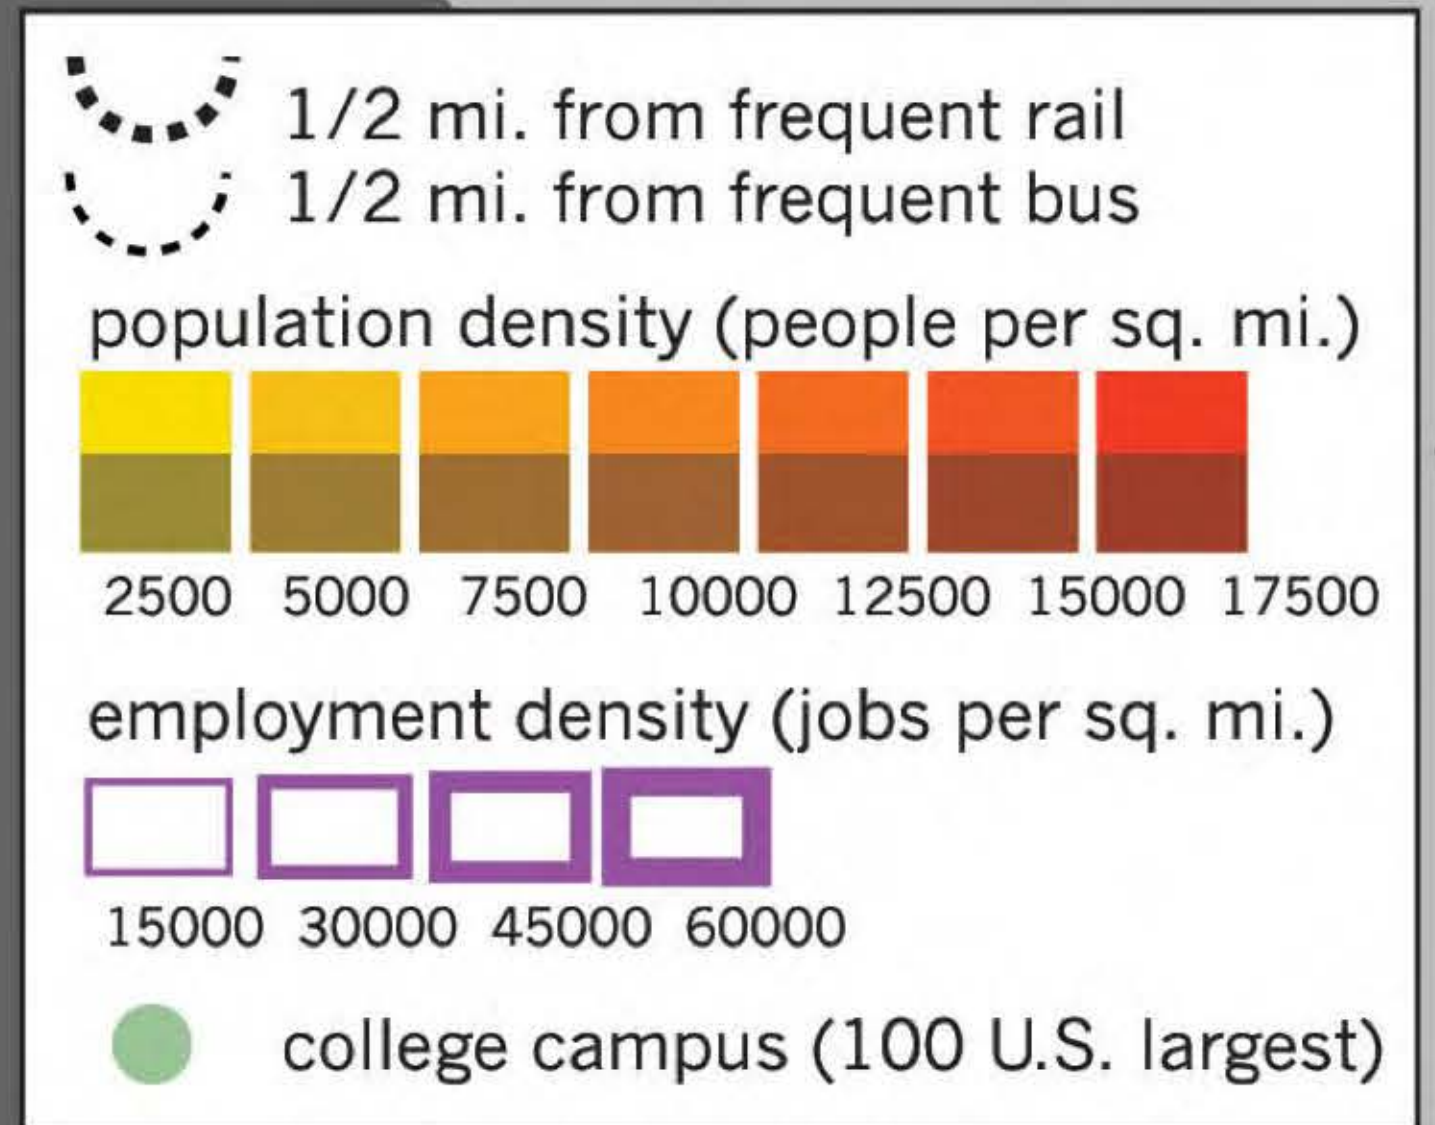 1/2 mi. from frequent rail
1/2 mi. from frequent bus
population density (people per sq. mi.)
2500 5000 7500 10000 12500 15000 17500
employment density (jobs per sq. mi.)
15000 30000 45000 60000
college campus (100 U.S. largest)